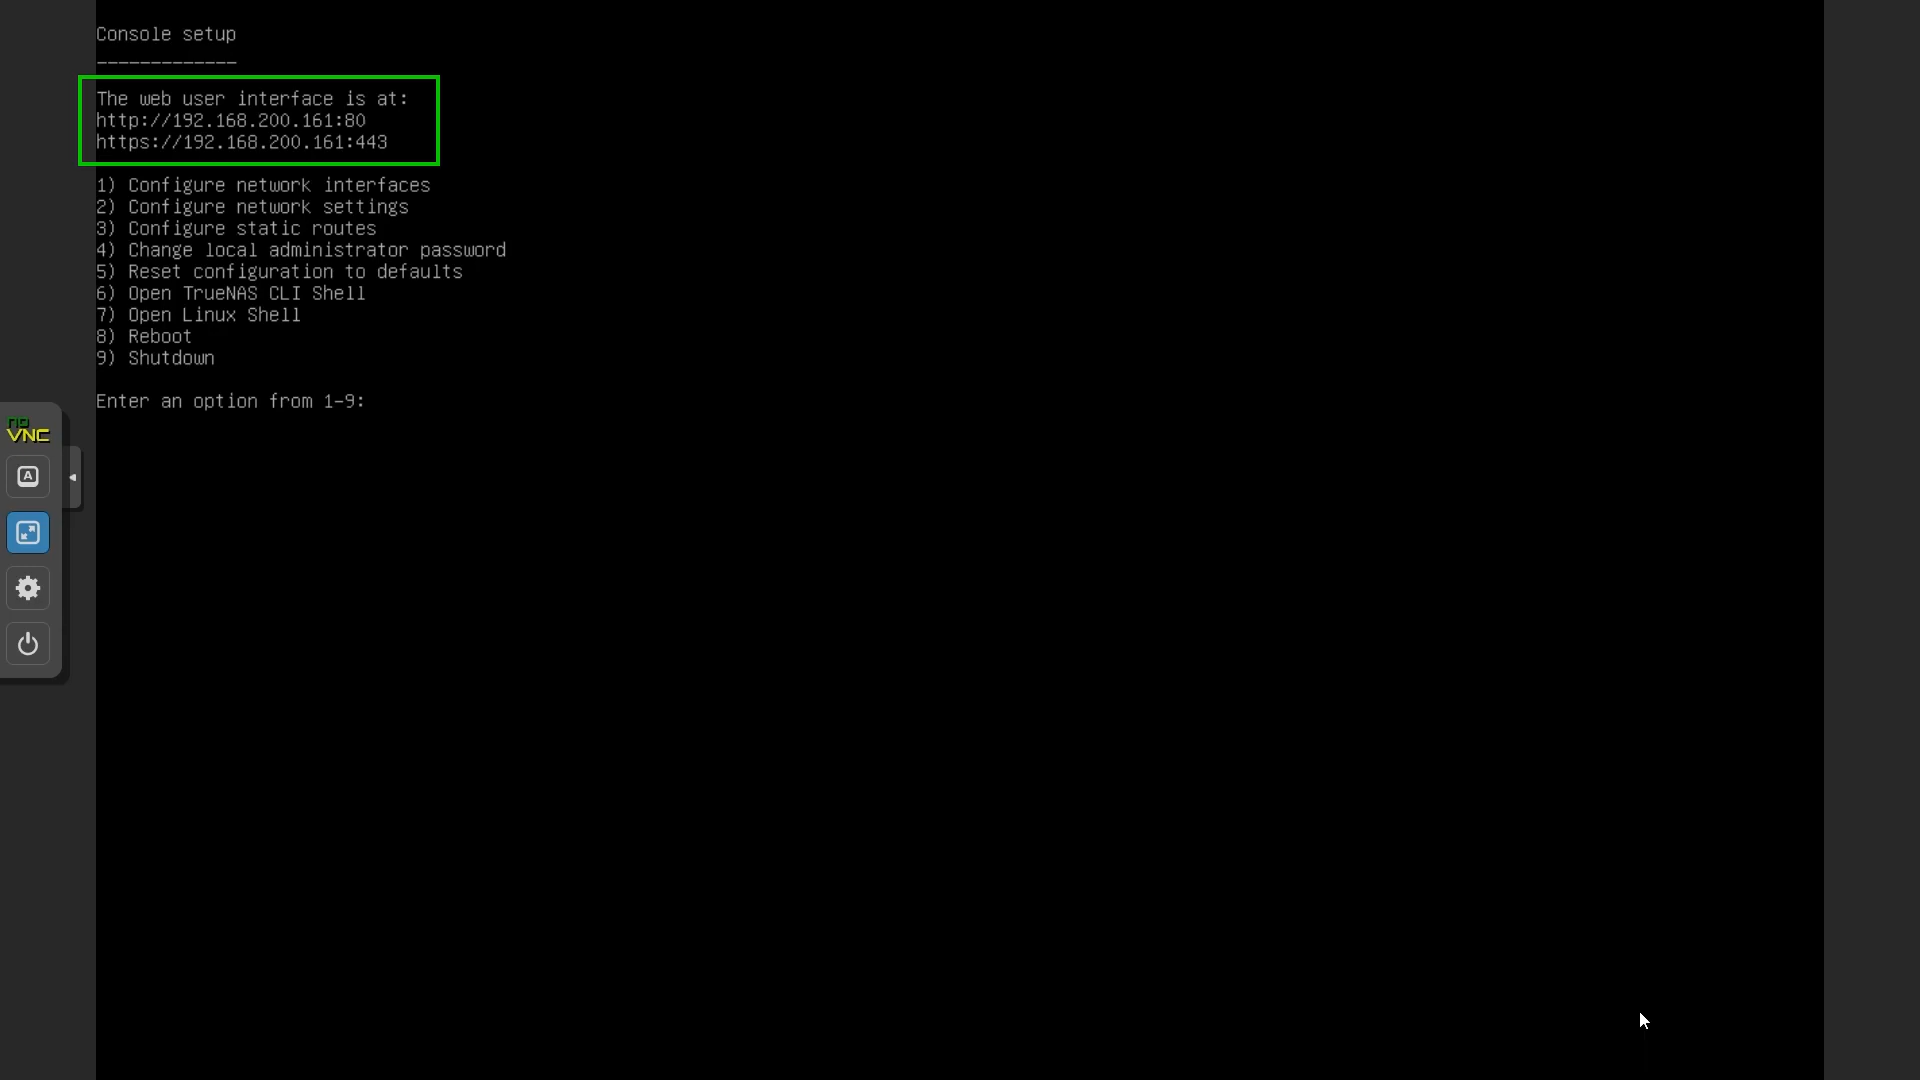 Console setup
-------------
The web user interface is at:
http://192.168.200.161:80
https://192.168.200.161:443
1) Configure network interfaces
2) Configure network settings
3) Configure static routes
4) Change local administrator password
5) Reset configuration to defaults
6) Open TrueNAS CLI Shell
7) Open Linux Shell
8) Reboot
9) Shutdown
Enter an option from 1-9:
no
VNC
A